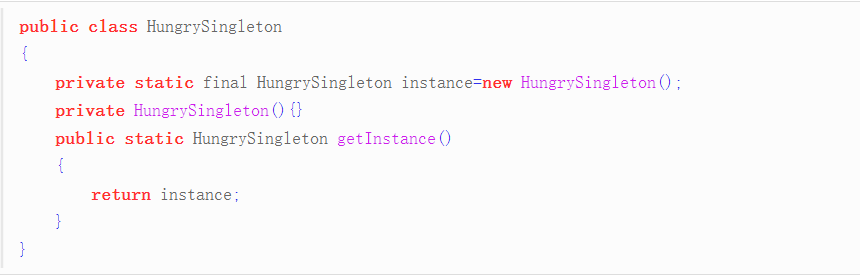 public class HungrySingleton
{
    private static final HungrySingleton instance=new HungrySingleton();
    private HungrySingleton(){}
    public static HungrySingleton getInstance()
    {
        return instance;
    }
}